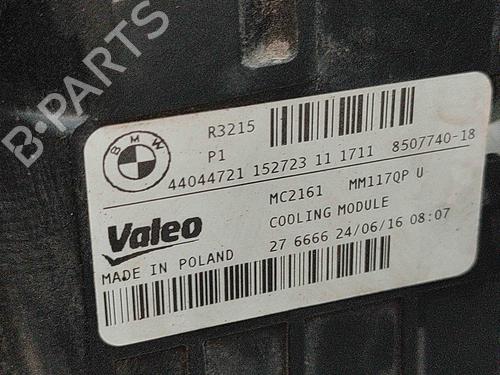 B-PARTS
BMW
R3215
P1
44044721 152723 11 1711 8507740-18
MC2161 MM117QP U
Valeo
COOLING MODULE
MADE IN POLAND 27 6666 24/06/16 08:07